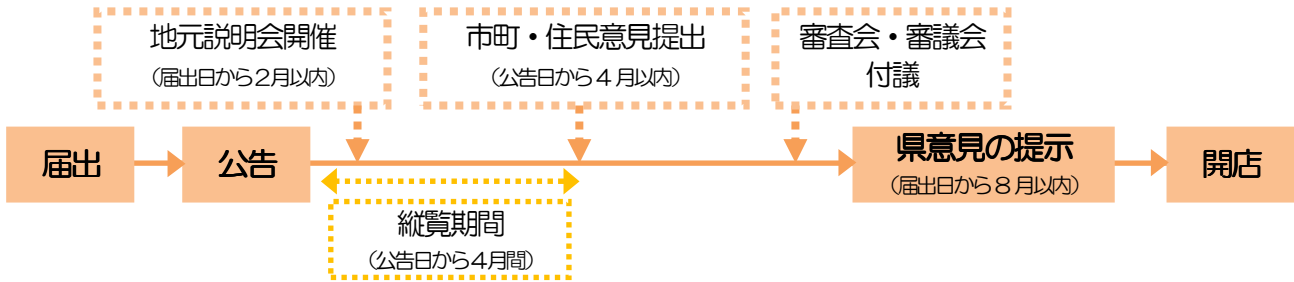 地元説明会開催
（届出日から２月以内）
市町・住民意見提出
（公告日から４月以内）
審査会・審議会
付議
届出
公告
県意見の提示
（届出日から８月以内）
開店
縦覧期間
（公告日から４月間）